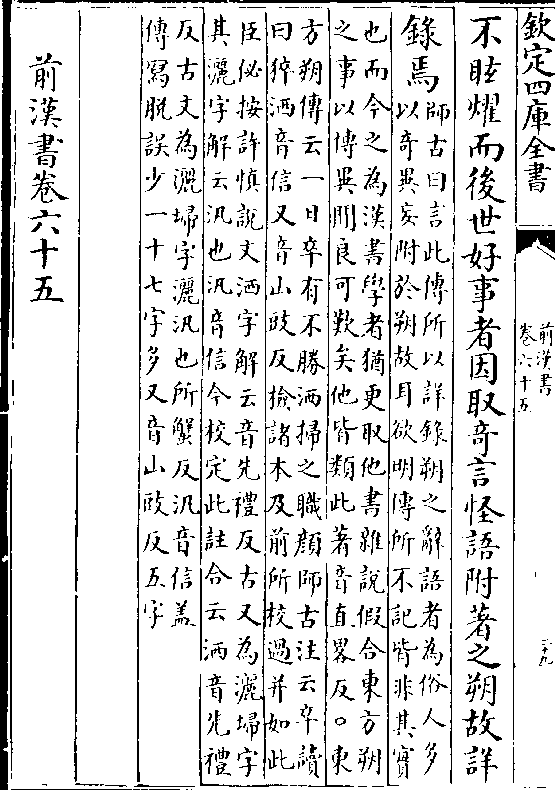 欽定四庫全書
前漢書
卷六十五
二十九
不眩燿而後世好事者因取奇言怪語附著之朔故詳
錄焉
師古曰言此傳所以詳錄朔之辭語者為俗人多
以奇異妄附於朔故耳欲明傳所不記皆非其實
也而今之為漢書學者猶更取他書雜說假合東方朔
之事以傳異聞良可歎矣他皆類此著音直畧反○東
方朔傳云一日卒有不勝洒掃之職顔師古注云卒讀
曰猝洒音信又音山豉反檢諸本及前所校過并如此
臣佖按許慎說文洒字解云音先禮反古又為灑埽字
其灑字解云汛也汛音信今校定此註合云洒音先禮
反古文為灑埽字灑汛也所蟹反汛音信盖
傳寫脱誤少一十七字多又音山豉反五字
前漢書卷六十五